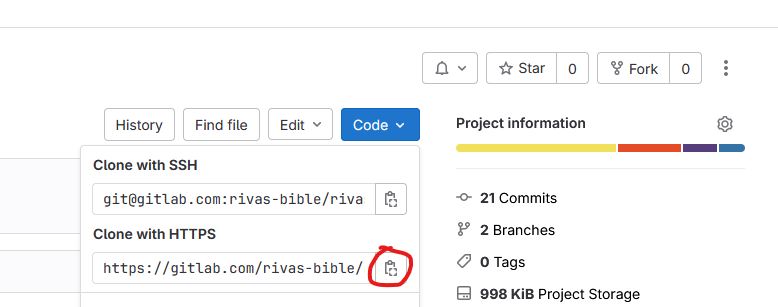 Star 0 Fork 0
History Find file Edit Code
Clone with SSH
git@gitlab.com:rivas-bible/rivas
Clone with HTTPS
https://gitlab.com/rivas-bible/
Project information
21 Commits
2 Branches
0 Tags
998 KiB Project Storage